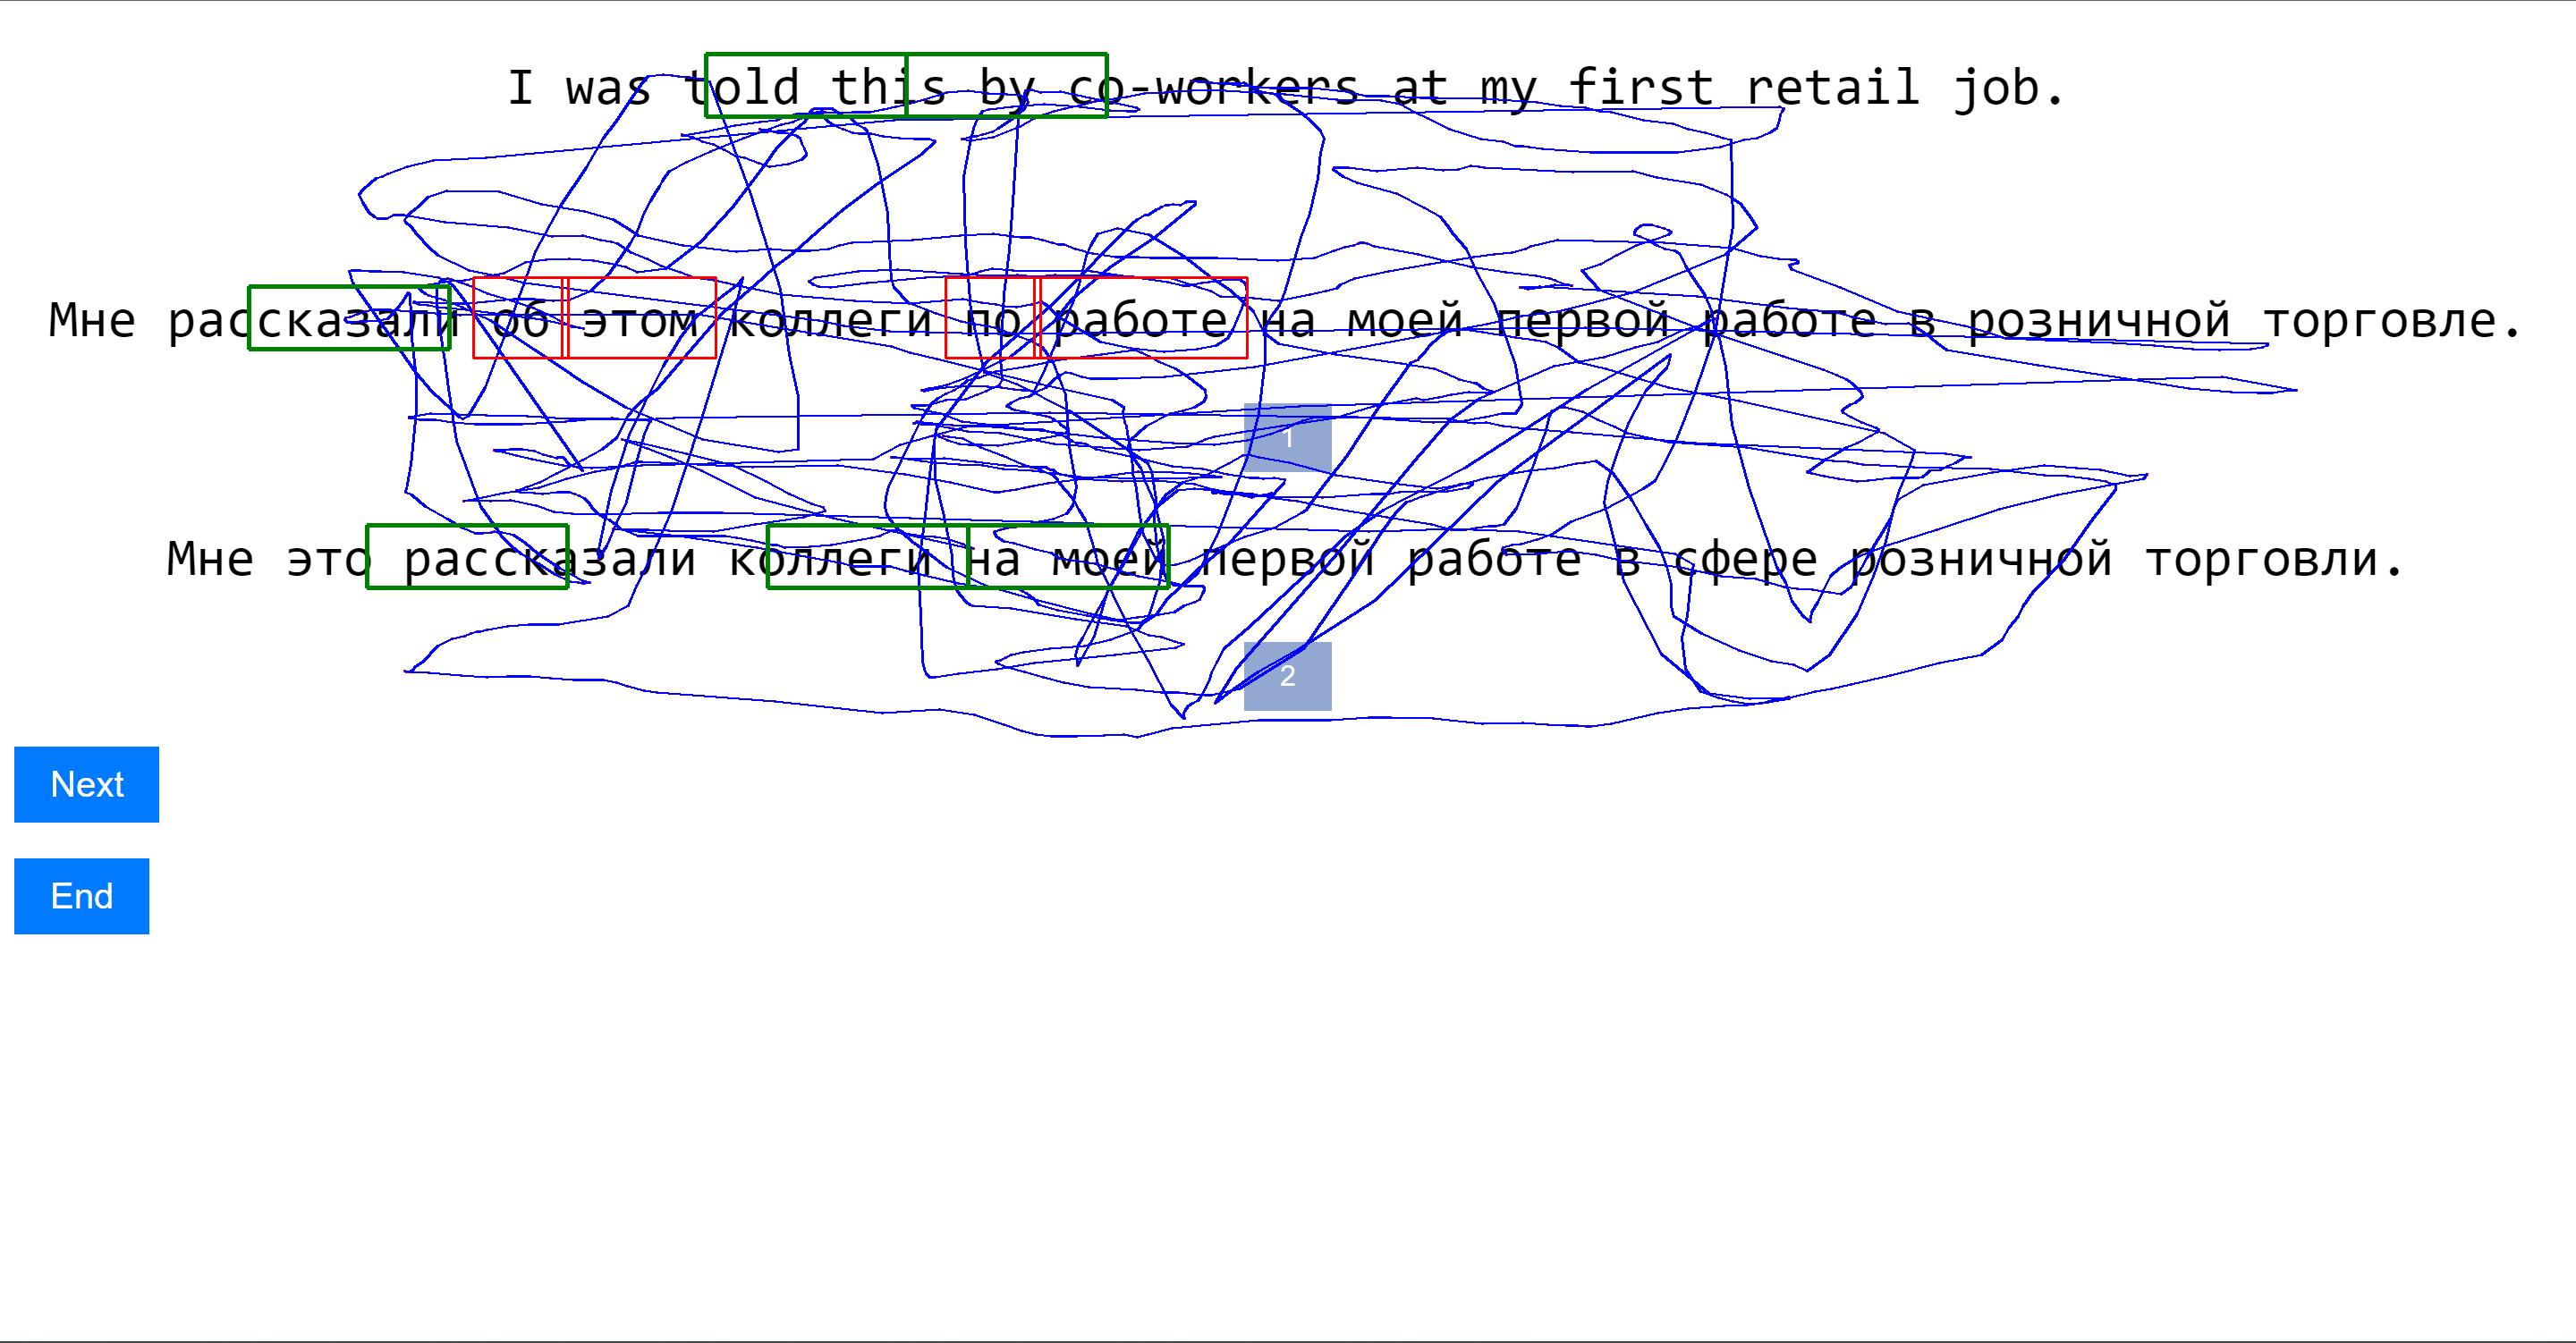 I was told this by co-workers at my first retail job.
Мне рассказали об этом коллеги по работе на моей первой работе в розничной торговле.
1
Мне это рассказали коллеги на моей первой работе в сфере розничной торговли.
2
Next
End